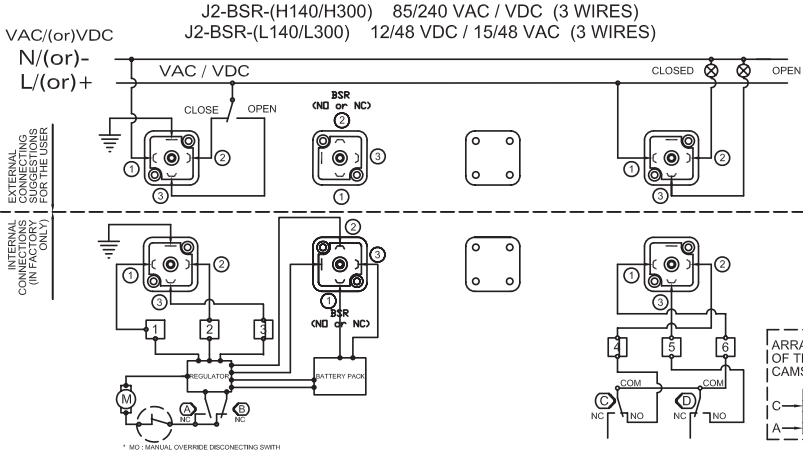 J2-BSR-(H140/H300) 85/240 VAC / VDC (3 WIRES)
J2-BSR-(L140/L300) 12/48 VDC / 15/48 VAC (3 WIRES)
VAC/(or)VDC
N/(or)-
L/(or)+
VAC / VDC
CLOSED
OPEN
CLOSE
OPEN
BSR
(NO or NC)
2
3
1
1
2
3
1
2
3
EXTERNAL
CONNECTING
SUGGESTIONS
FOR THE USER
INTERNAL
CONNECTIONS
(IN FACTORY
ONLY)
1
2
3
2
3
1
BSR
(NO or NC)
1
2
3
1
2
3
4
5
6
REGULATOR
BATTERY PACK
M
A
B
NC
NC
COM
COM
C
D
NC
NO
NC
NO
ARRA
OF TH
CAMS
C
A
* MO : MANUAL OVERRIDE DISCONECTING SWITH